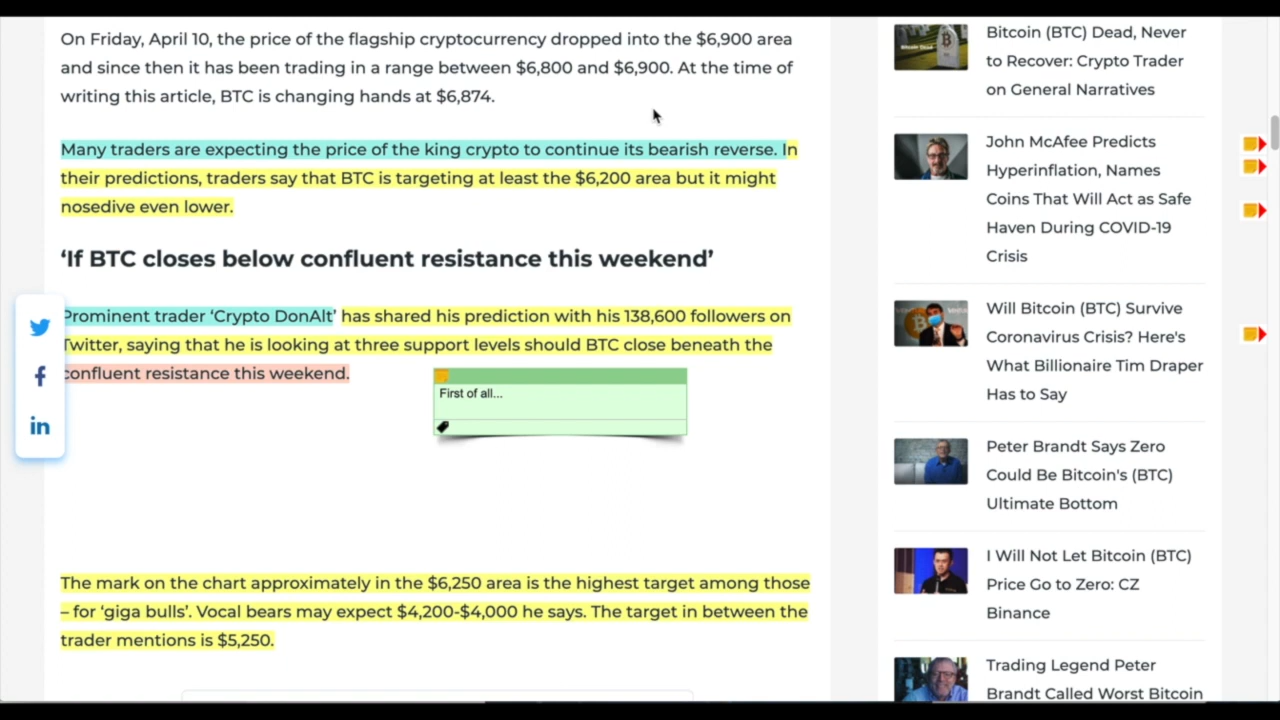 On Friday, April 10, the price of the flagship cryptocurrency dropped into the $6,900 area
and since then it has been trading in a range between $6,800 and $6,900. At the time of
writing this article, BTC is changing hands at $6,874.
Many traders are expecting the price of the king crypto to continue its bearish reverse. In
their predictions, traders say that BTC is targeting at least the $6,200 area but it might
nosedive even lower.
‘If BTC closes below confluent resistance this weekend’
Prominent trader ‘Crypto DonAlt’ has shared his prediction with his 138,600 followers on
Twitter, saying that he is looking at three support levels should BTC close beneath the
confluent resistance this weekend.
First of all...
The mark on the chart approximately in the $6,250 area is the highest target among those
– for ‘giga bulls’. Vocal bears may expect $4,200-$4,000 he says. The target in between the
trader mentions is $5,250.
Bitcoin (BTC) Dead, Never
to Recover: Crypto Trader
on General Narratives
John McAfee Predicts
Hyperinflation, Names
Coins That Will Act as Safe
Haven During COVID-19
Crisis
Will Bitcoin (BTC) Survive
Coronavirus Crisis? Here's
What Billionaire Tim Draper
Has to Say
Peter Brandt Says Zero
Could Be Bitcoin's (BTC)
Ultimate Bottom
I Will Not Let Bitcoin (BTC)
Price Go to Zero: CZ
Binance
Trading Legend Peter
Brandt Called Worst Bitcoin